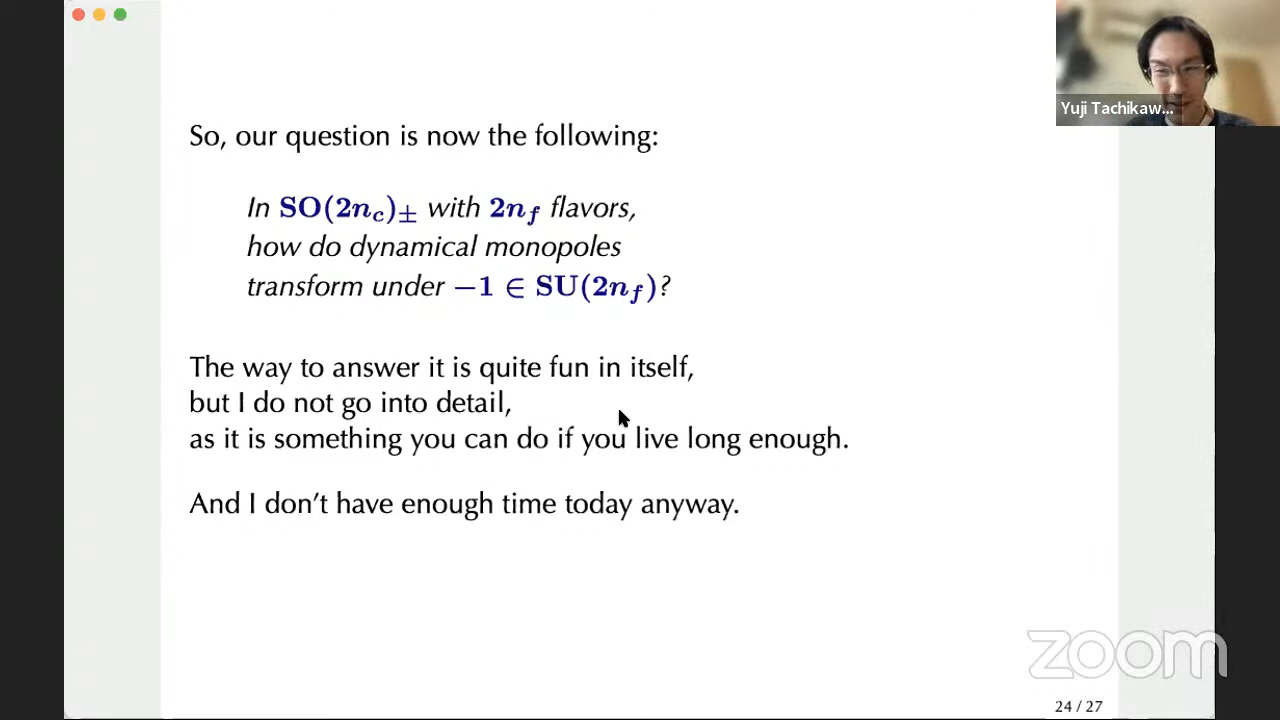 Yuji Tachikaw...
So, our question is now the following:
In SO(2n_c)_± with 2n_f flavors,
how do dynamical monopoles
transform under −1 ∈ SU(2n_f)?
The way to answer it is quite fun in itself,
but I do not go into detail,
as it is something you can do if you live long enough.
And I don't have enough time today anyway.
zoom
24 / 27